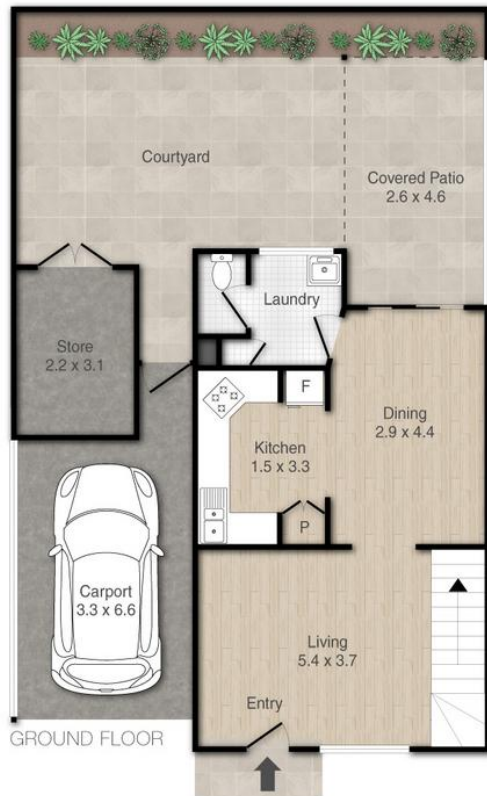 Courtyard
Covered Patio
2.6 x 4.6
Laundry
Store
2.2 x 3.1
F
Dining
2.9 x 4.4
Kitchen
1.5 x 3.3
P
Carport
3.3 x 6.6
Living
5.4 x 3.7
Entry
GROUND FLOOR